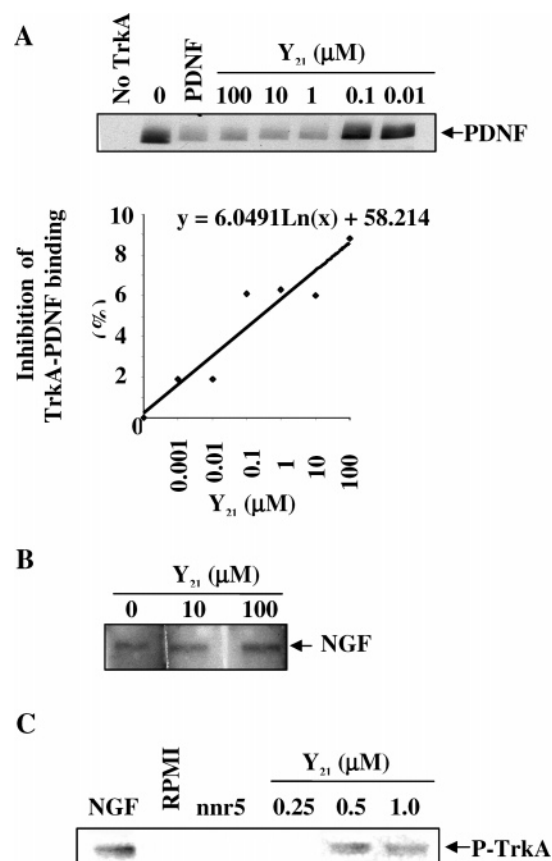 A
No TrkA
0
PDNF
Y₂₁ (μM)
100 10 1 0.1 0.01
PDNF
Inhibition of
TrkA-PDNF binding
(%)
y = 6.0491Ln(x) + 58.214
10
8
6
4
2
0
0.001
0.01
0.1
1
10
100
Y₂₁ (μM)
B
Y₂₁ (μM)
0 10 100
NGF
C
NGF
RPMI
nnr5
Y₂₁ (μM)
0.25 0.5 1.0
P-TrkA